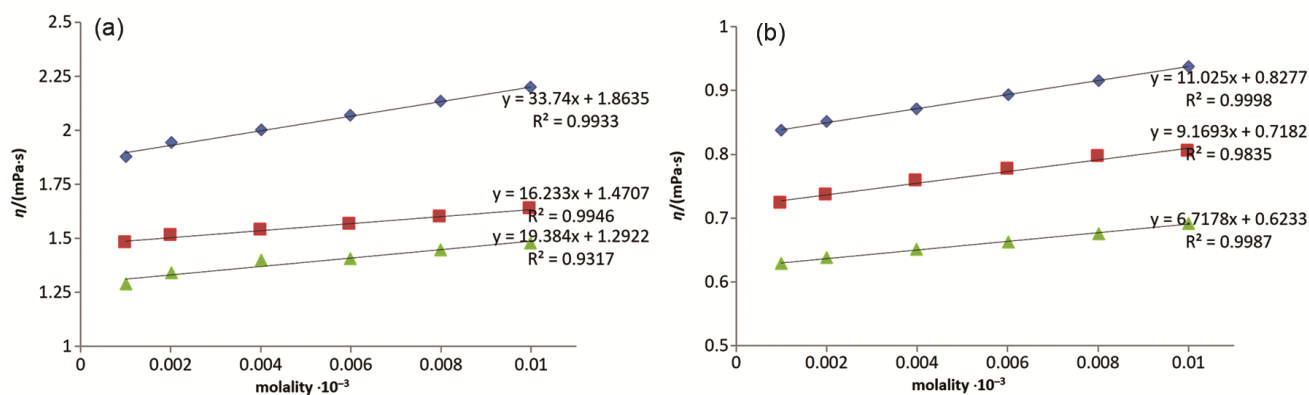 (a)
2.5
2.25
2
1.75
1.5
1.25
1
η/(mPa·s)
y = 33.74x + 1.8635
R² = 0.9933
y = 16.233x + 1.4707
R² = 0.9946
y = 19.384x + 1.2922
R² = 0.9317
0 0.002 0.004 0.006 0.008 0.01
molality ·10⁻³
(b)
1
0.9
0.8
0.7
0.6
0.5
η/(mPa·s)
y = 11.025x + 0.8277
R² = 0.9998
y = 9.1693x + 0.7182
R² = 0.9835
y = 6.7178x + 0.6233
R² = 0.9987
0 0.002 0.004 0.006 0.008 0.01
molality ·10⁻³